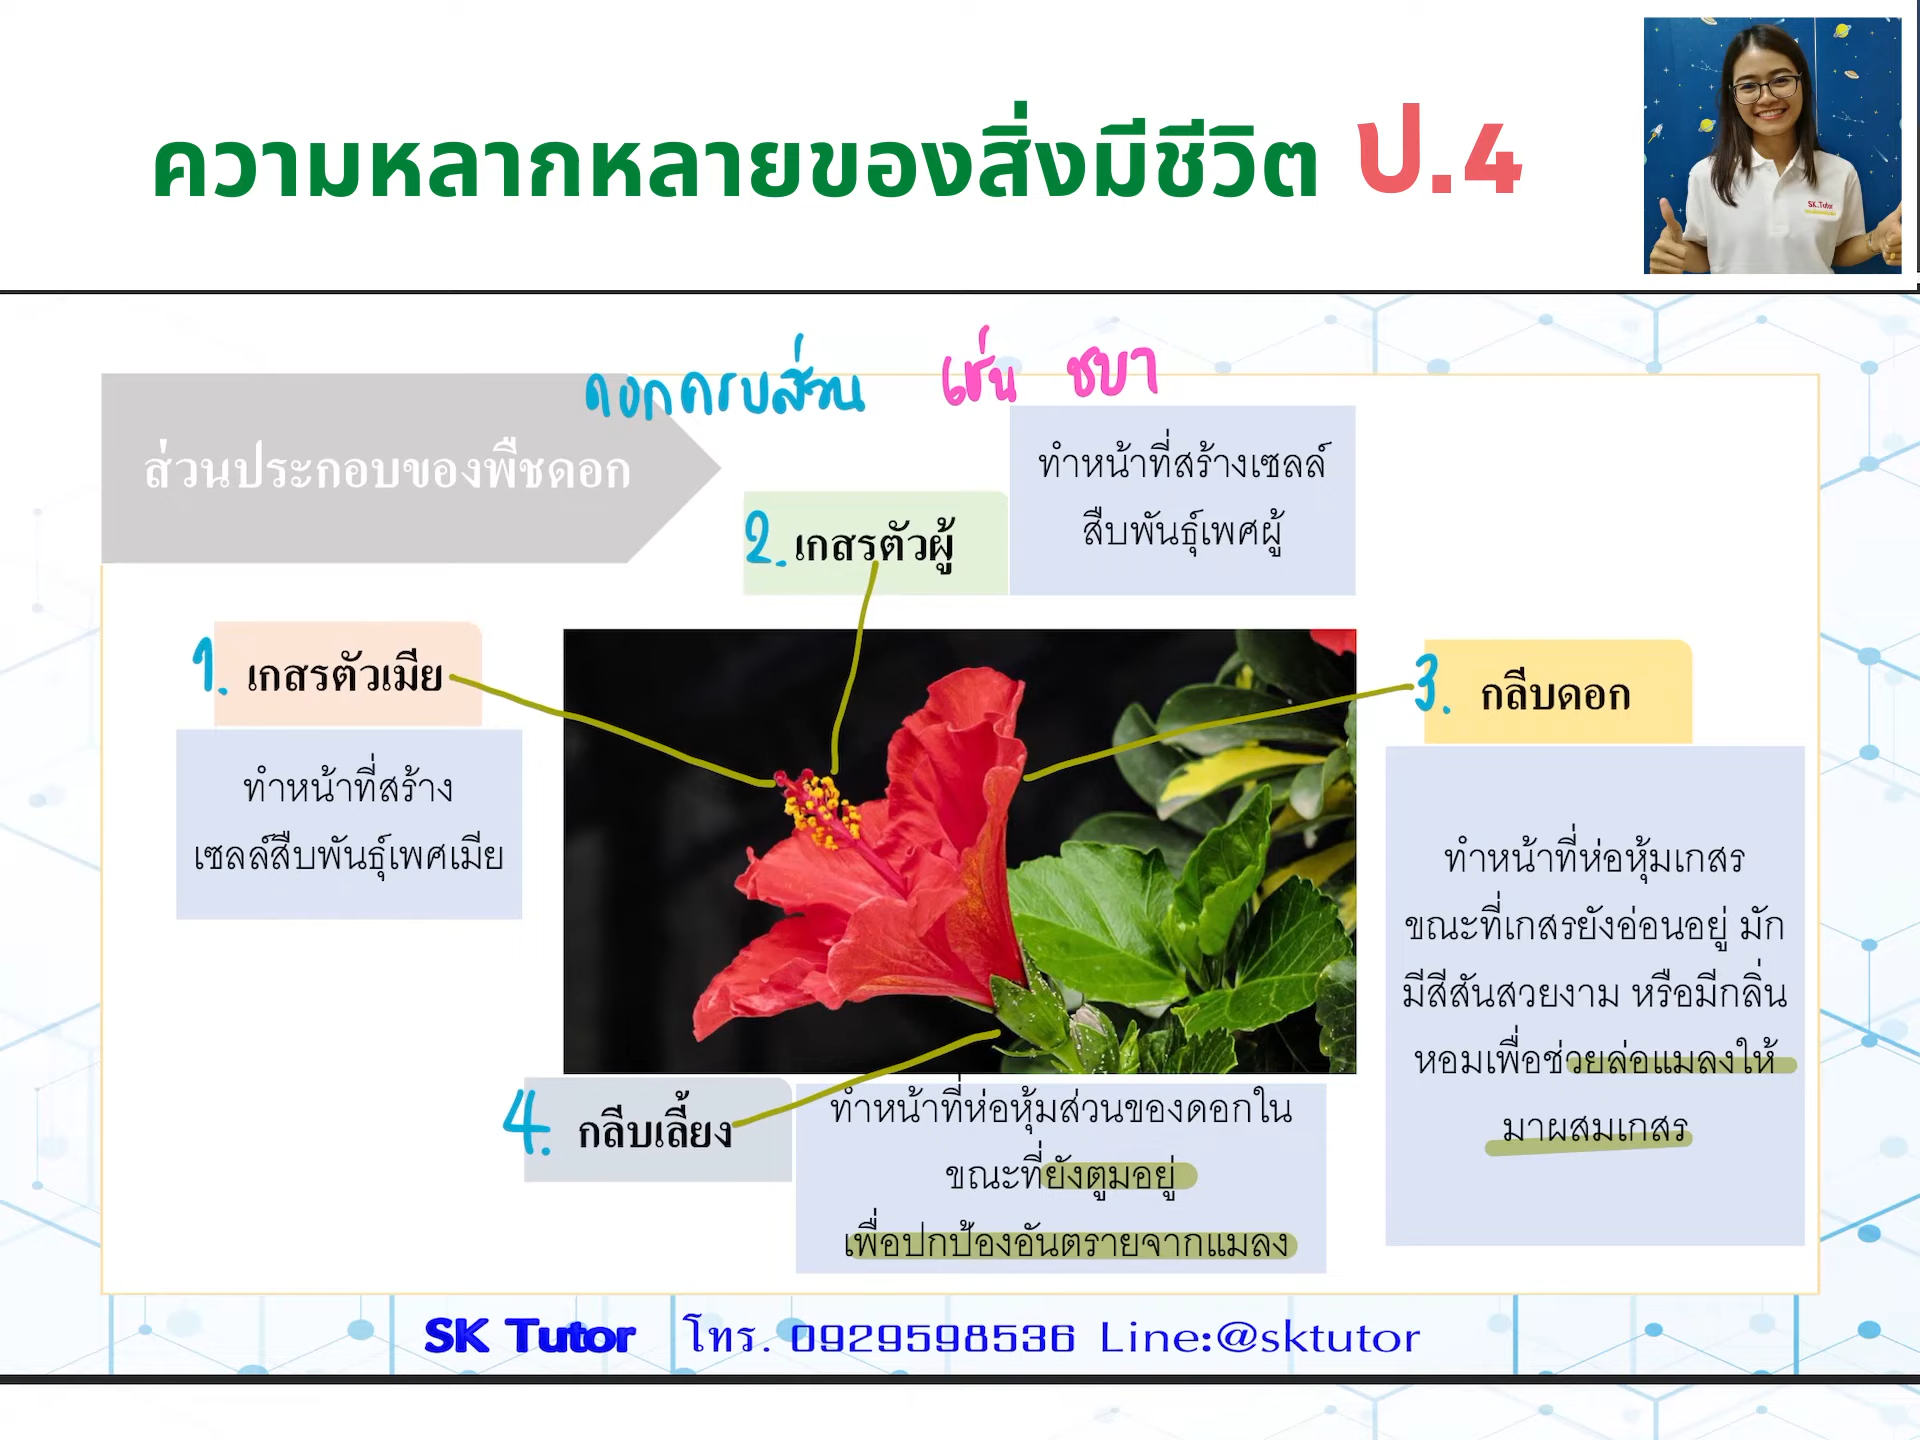 ความหลากหลายของสิ่งมีชีวิต ป.4
SK.Tutor
ดอกครบส่วน เช่น ชบา
ส่วนประกอบของพืชดอก
ทำหน้าที่สร้างเซลล์
สืบพันธุ์เพศผู้
2. เกสรตัวผู้
1. เกสรตัวเมีย
ทำหน้าที่สร้าง
เซลล์สืบพันธุ์เพศเมีย
3. กลีบดอก
ทำหน้าที่ห่อหุ้มเกสร
ขณะที่เกสรยังอ่อนอยู่ มัก
มีสีสันสวยงาม หรือมีกลิ่น
หอมเพื่อช่วยล่อแมลงให้
มาผสมเกสร
4. กลีบเลี้ยง
ทำหน้าที่ห่อหุ้มส่วนของดอกใน
ขณะที่ยังตูมอยู่
เพื่อปกป้องอันตรายจากแมลง
SK Tutor โทร. 0929598536 Line:@sktutor